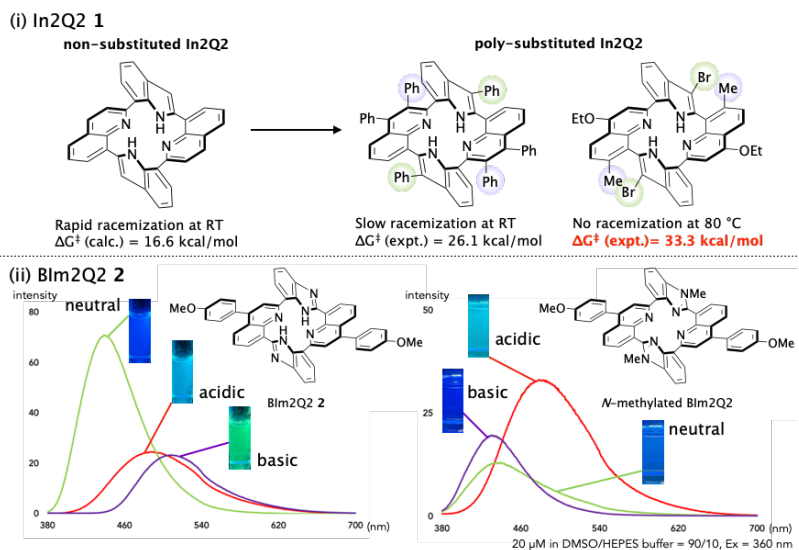 (i) In2Q2 1
non-substituted In2Q2
poly-substituted In2Q2
N
H
N
H
N
N
Rapid racemization at RT
ΔG‡ (calc.) = 16.6 kcal/mol
Ph
Ph
Ph
N
H
N
H
N
N
Ph
Ph
Ph
Slow racemization at RT
ΔG‡ (expt.) = 26.1 kcal/mol
Br
Me
EtO
N
H
N
H
N
N
OEt
Me
Br
No racemization at 80 °C
ΔG‡ (expt.)= 33.3 kcal/mol
(ii) BIm2Q2 2
intensity
80
60
40
20
0
380
460
540
620
700
(nm)
neutral
acidic
basic
MeO
N
N
H
N
H
N
N
N
OMe
BIm2Q2 2
intensity
50
25
0
380
460
540
620
700
(nm)
acidic
basic
neutral
MeO
N
NMe
N
N
MeN
N
OMe
N-methylated BIm2Q2
20 µM in DMSO/HEPES buffer = 90/10, Ex = 360 nm